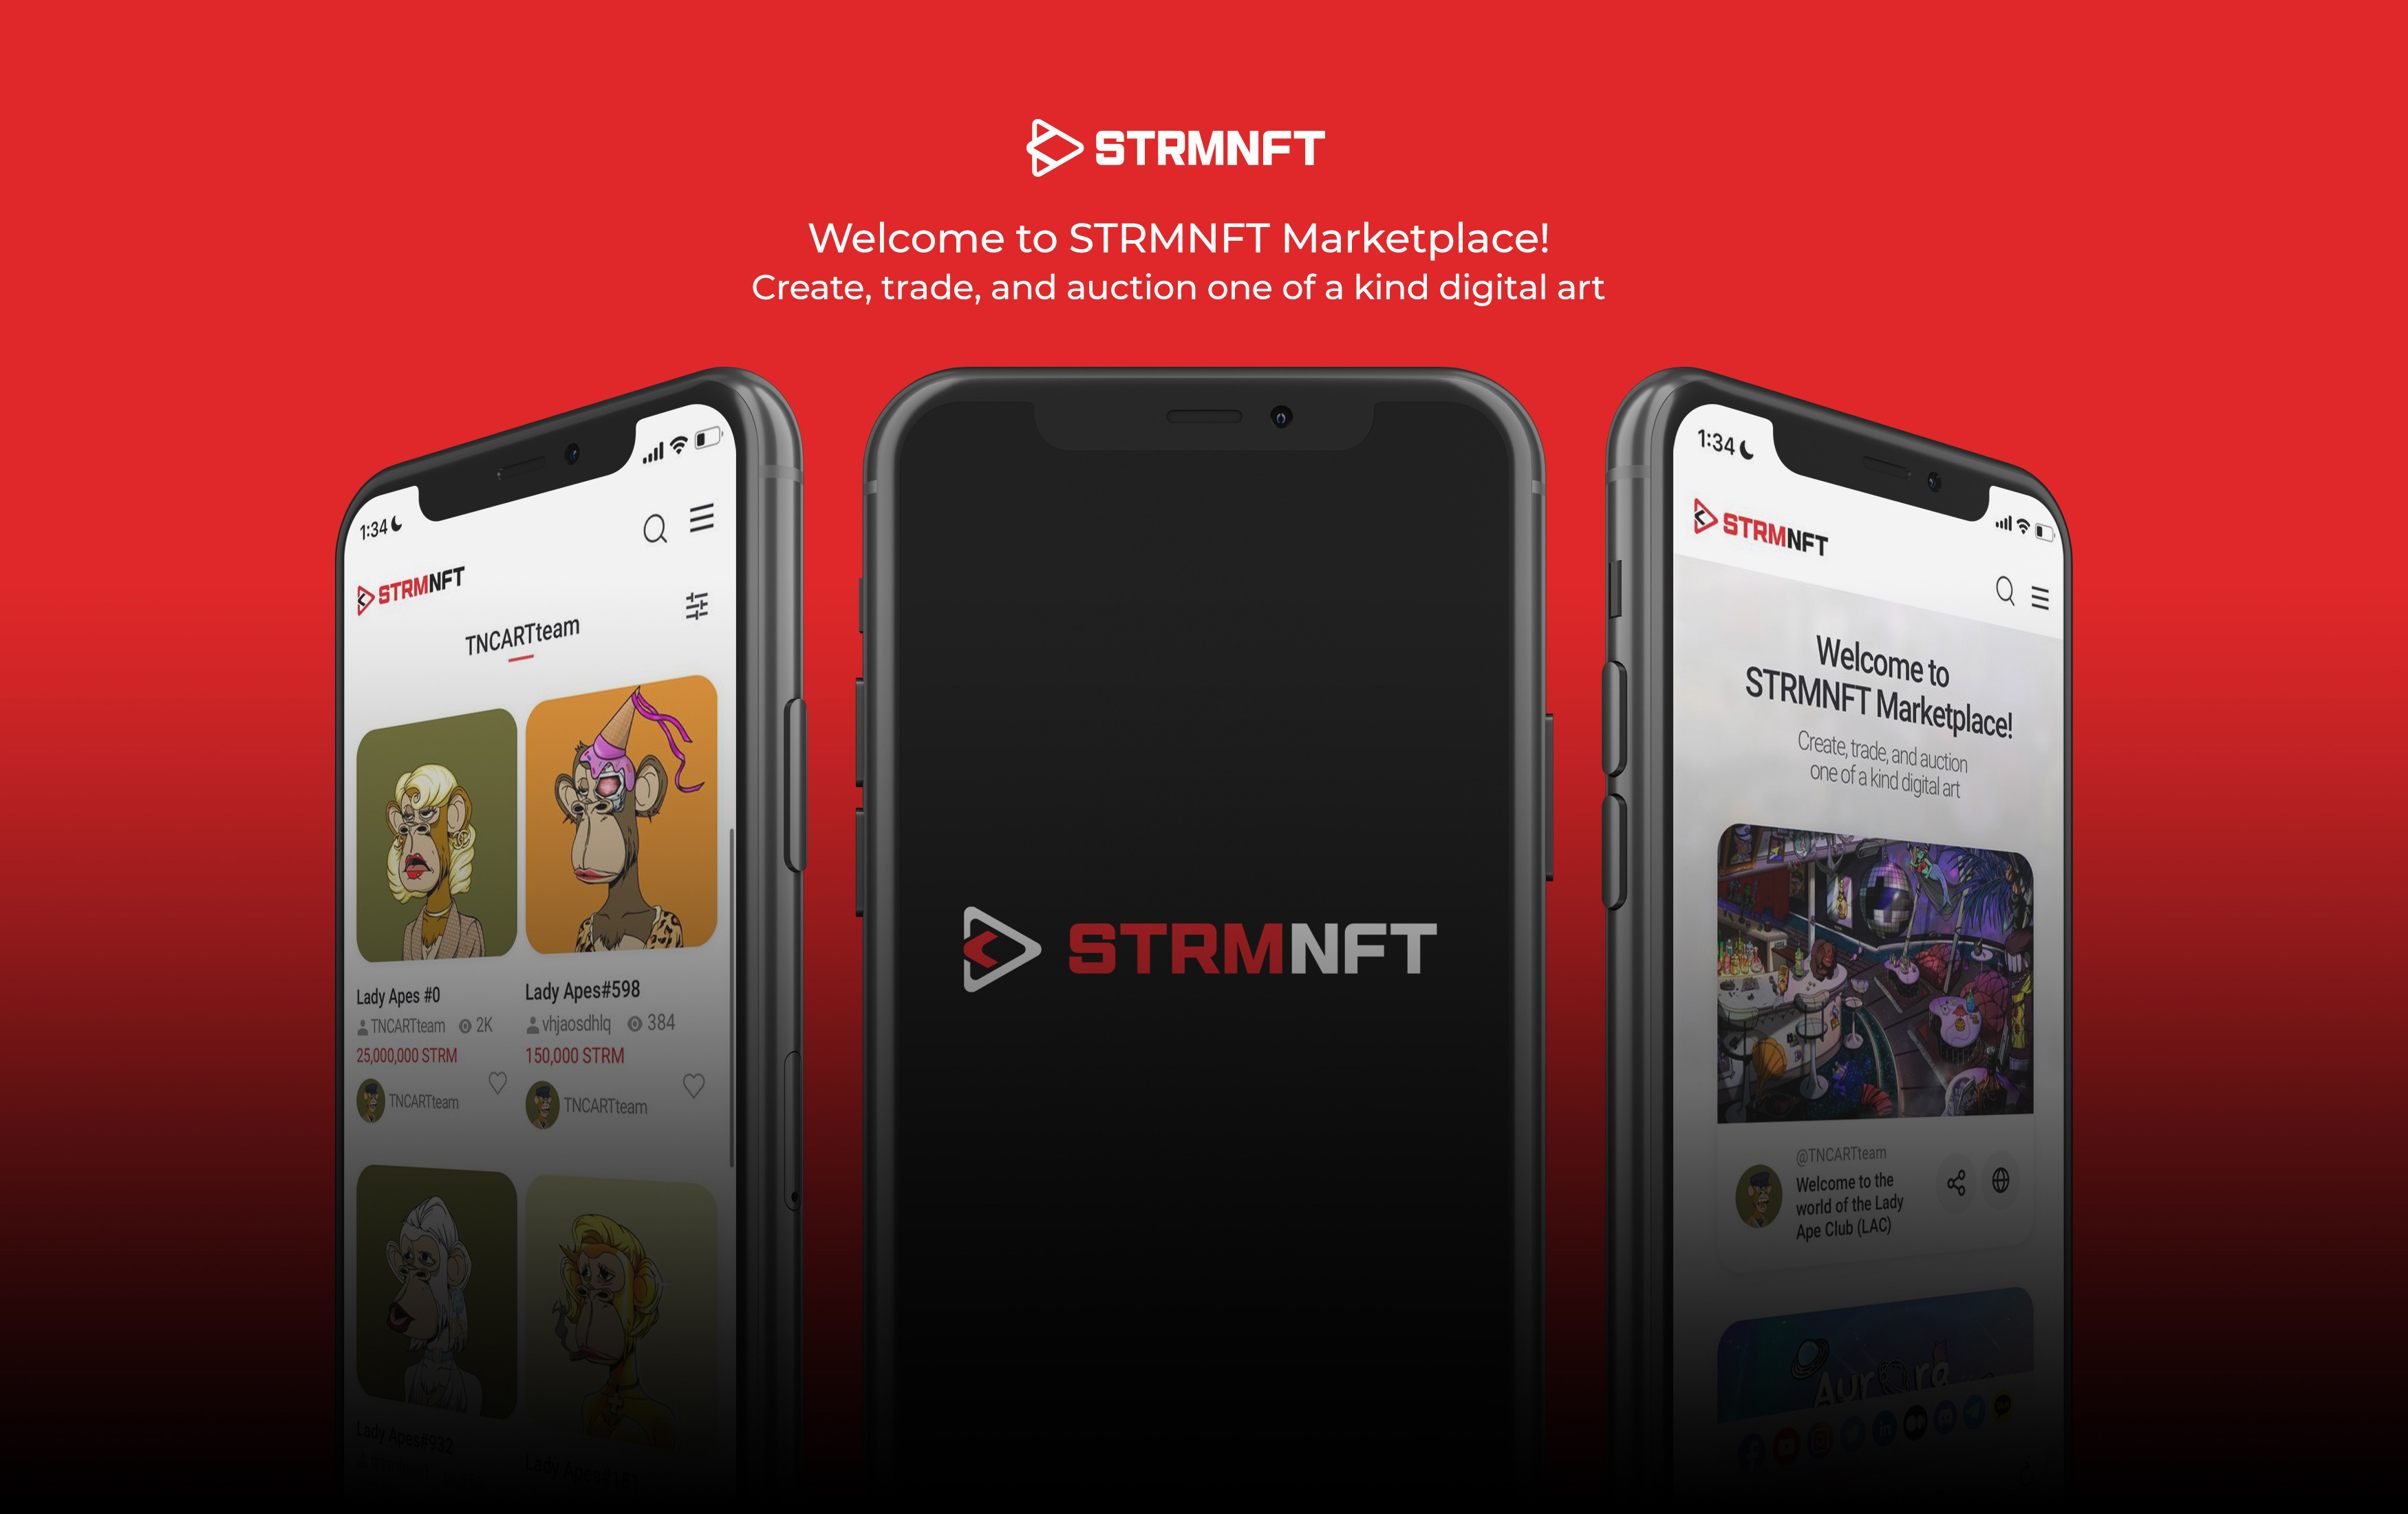 STRMNFT
Welcome to STRMNFT Marketplace!
Create, trade, and auction one of a kind digital art
1:34
STRMNFT
TNCARTteam
Lady Apes #0
TNCARTteam 2K
25,000,000 STRM
TNCARTteam
Lady Apes#598
vhjaosdhlq 384
150,000 STRM
TNCARTteam
Lady Apes#932
STRMNFT
1:34
STRMNFT
Welcome to
STRMNFT Marketplace!
Create, trade, and auction
one of a kind digital art
@TNCARTteam
Welcome to the
world of the Lady
Ape Club (LAC)
Aurora